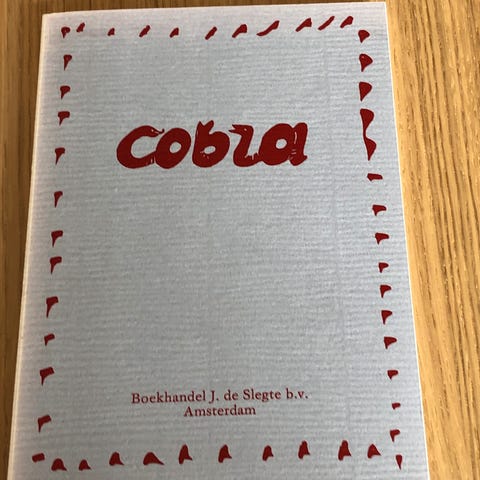 cobra
Boekhandel J. de Slegte b.v.
Amsterdam